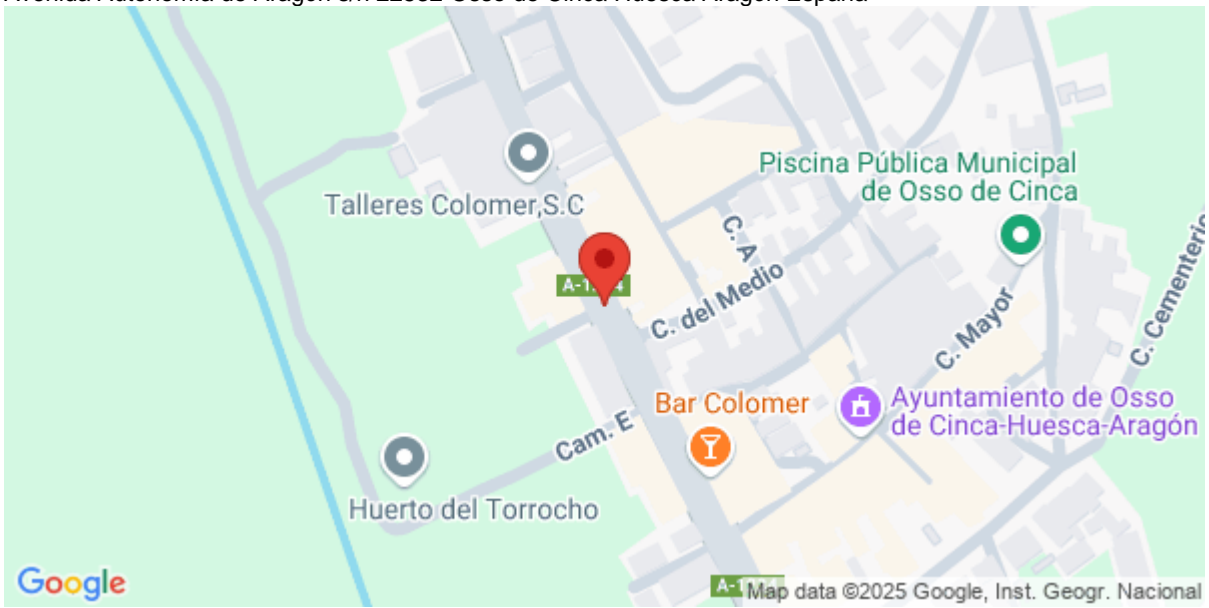 Talleres Colomer,S.C
Piscina Pública Municipal
de Osso de Cinca
C. A
C. del Medio
C. Mayor
C. Cementerio
Bar Colomer
Ayuntamiento de Osso
de Cinca-Huesca-Aragón
Cam. E
Huerto del Torrocho
Google
Map data ©2025 Google, Inst. Geogr. Nacional